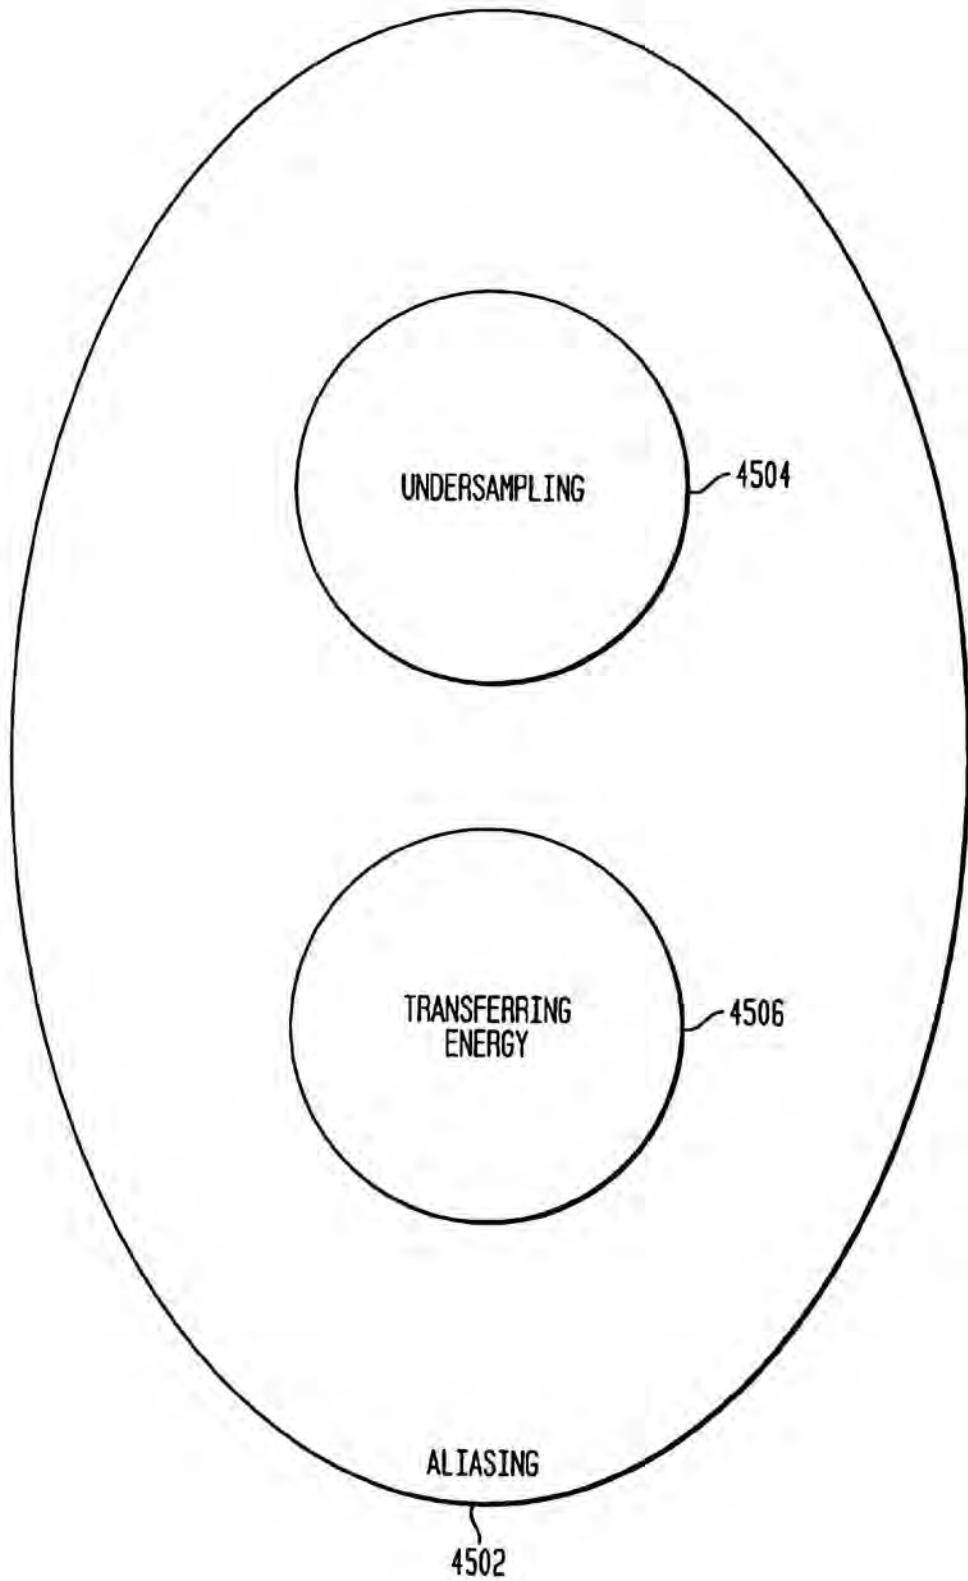 UNDERSAMPLING
4504
TRANSFERRING
ENERGY
4506
ALIASING
4502